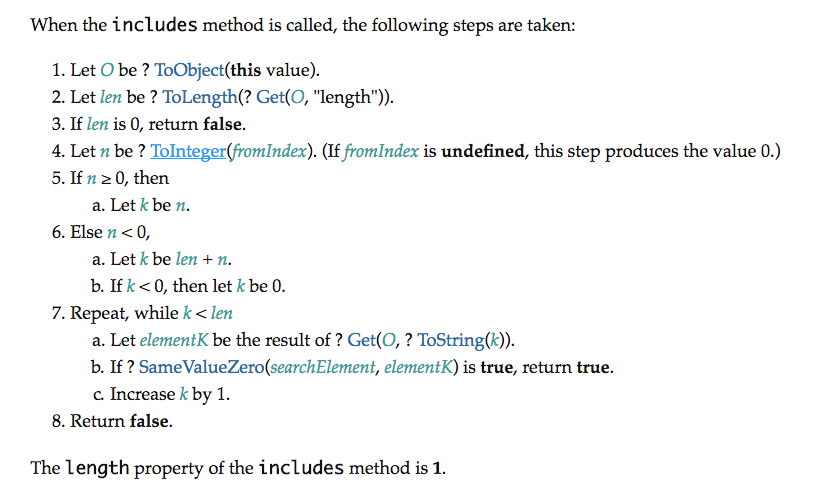 When the includes method is called, the following steps are taken:
1. Let O be ? ToObject(this value).
2. Let len be ? ToLength(? Get(O, "length")).
3. If len is 0, return false.
4. Let n be ? ToInteger(fromIndex). (If fromIndex is undefined, this step produces the value 0.)
5. If n ≥ 0, then
a. Let k be n.
6. Else n < 0,
a. Let k be len + n.
b. If k < 0, then let k be 0.
7. Repeat, while k < len
a. Let elementK be the result of ? Get(O, ? ToString(k)).
b. If ? SameValueZero(searchElement, elementK) is true, return true.
c. Increase k by 1.
8. Return false.
The length property of the includes method is 1.